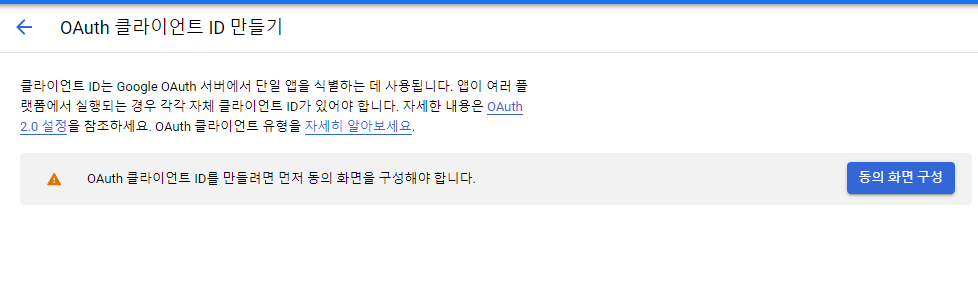 OAuth 클라이언트 ID 만들기
클라이언트 ID는 Google OAuth 서버에서 단일 앱을 식별하는 데 사용됩니다. 앱이 여러 플
랫폼에서 실행되는 경우 각각 자체 클라이언트 ID가 있어야 합니다. 자세한 내용은 OAuth
2.0 설정을 참조하세요. OAuth 클라이언트 유형을 자세히 알아보세요.
OAuth 클라이언트 ID를 만들려면 먼저 동의 화면을 구성해야 합니다. 동의 화면 구성